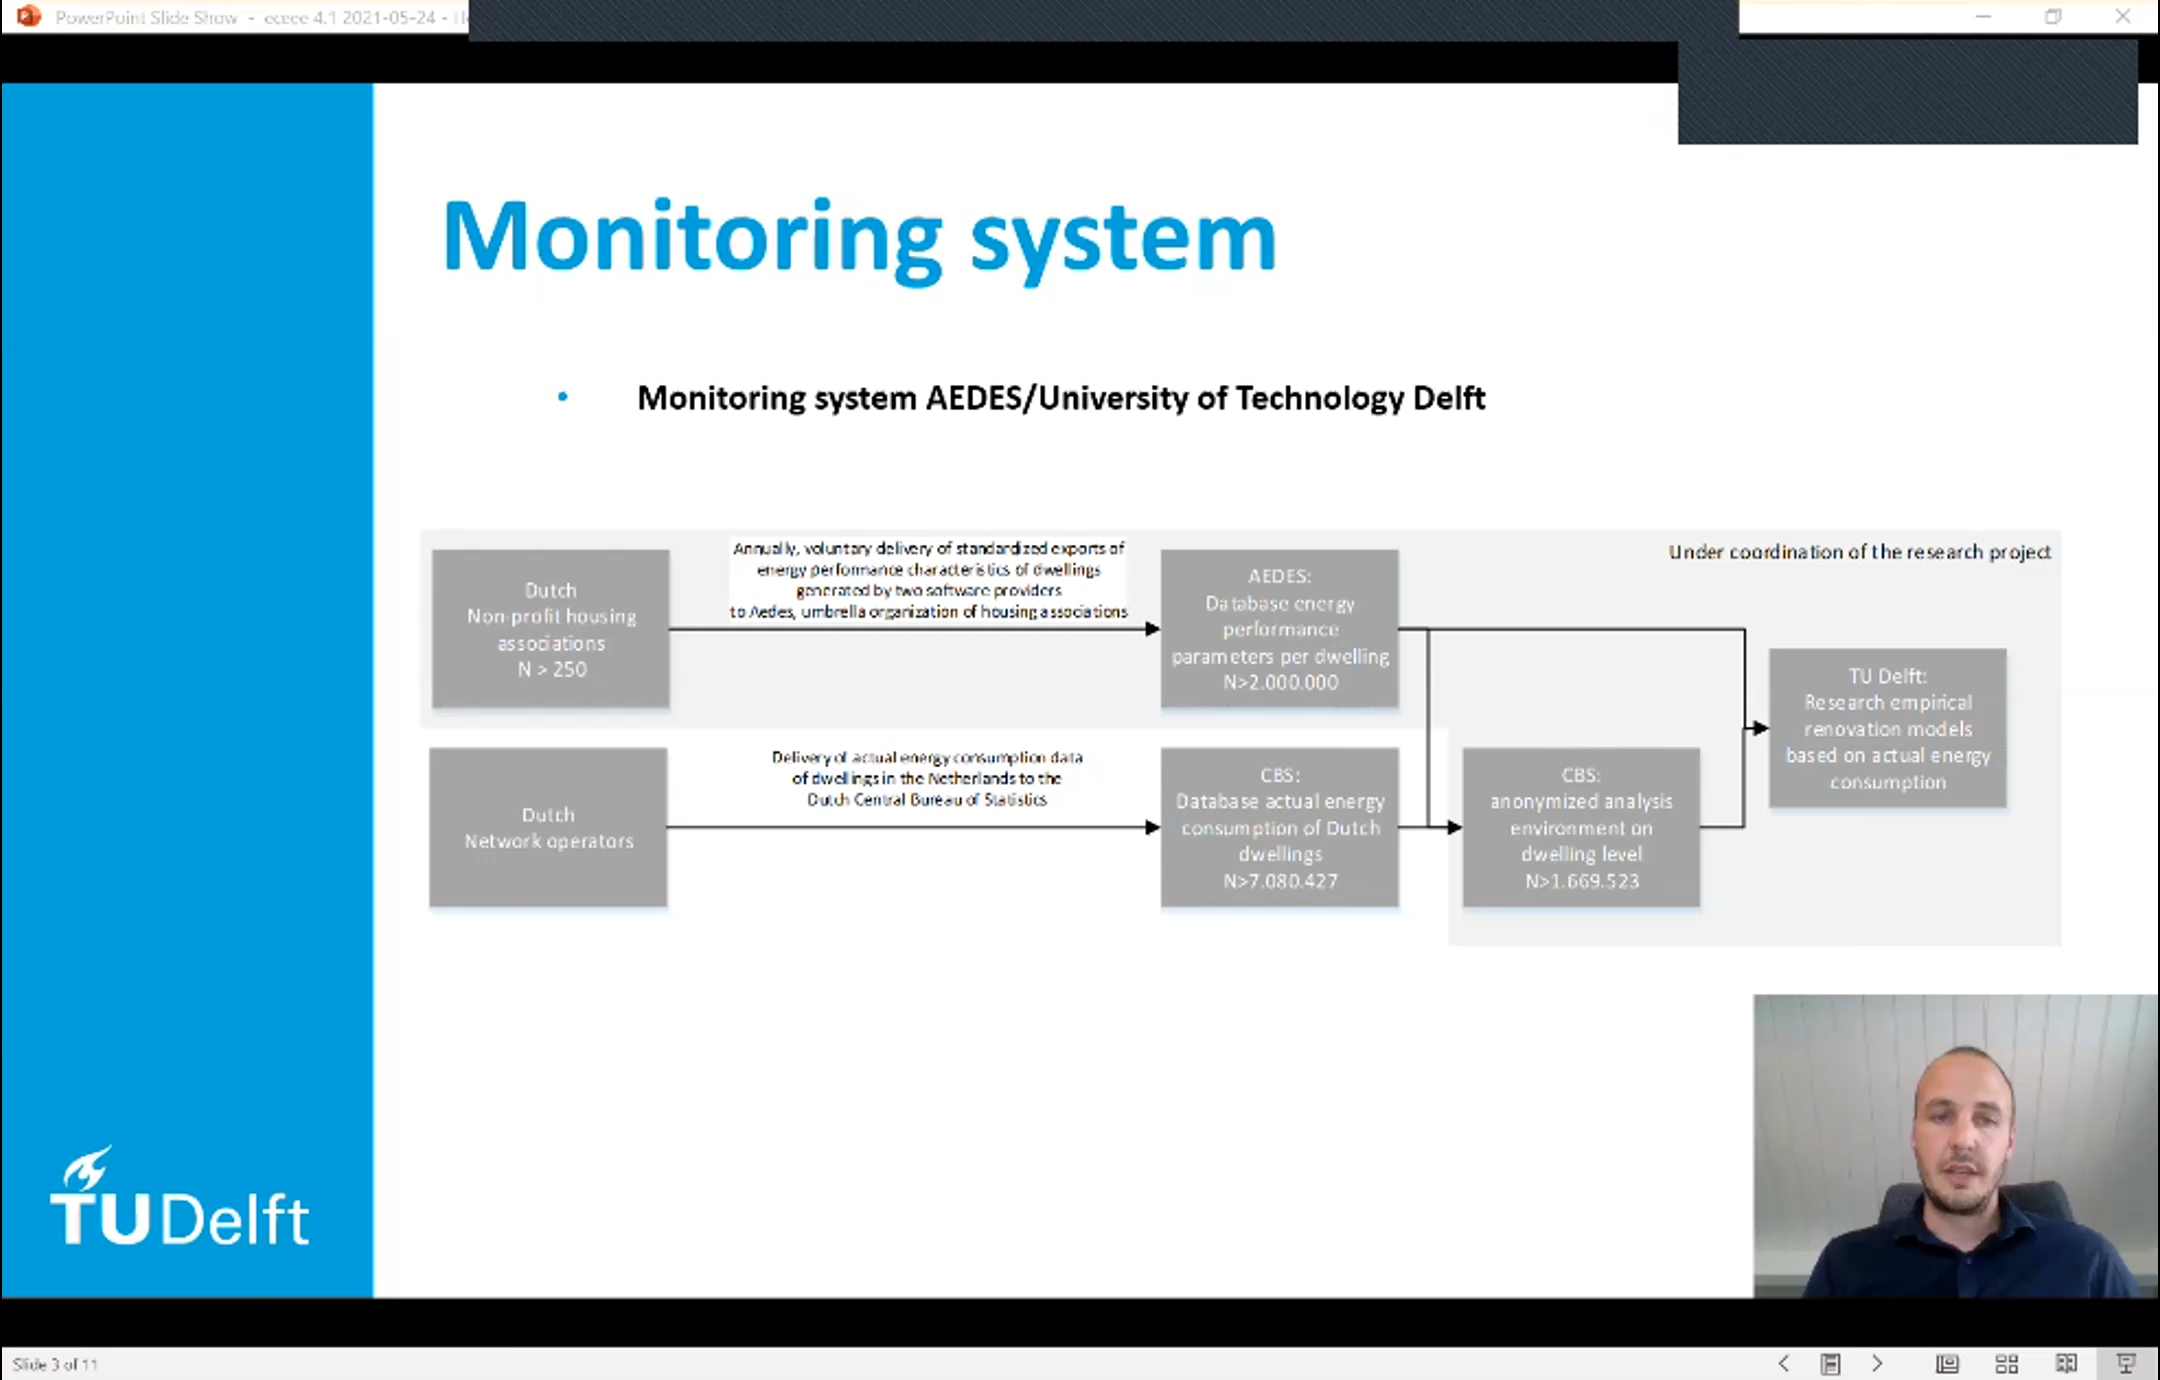 PowerPoint Slide Show - eceee 4.1 2021-05-24 -
Monitoring system
• Monitoring system AEDES/University of Technology Delft
Annually, voluntary delivery of standardized exports of
energy performance characteristics of dwellings
generated by two software providers
to Aedes, umbrella organization of housing associations
Under coordination of the research project
Dutch
Non-profit housing
associations
N > 250
AEDES:
Database energy
performance
parameters per dwelling
N>2.000.000
TU Delft:
Research empirical
renovation models
based on actual energy
consumption
Delivery of actual energy consumption data
of dwellings in the Netherlands to the
Dutch Central Bureau of Statistics
Dutch
Network operators
CBS:
Database actual energy
consumption of Dutch
dwellings
N>7.080.427
CBS:
anonymized analysis
environment on
dwelling level
N>1.669.523
TU Delft
Slide 3 of 11